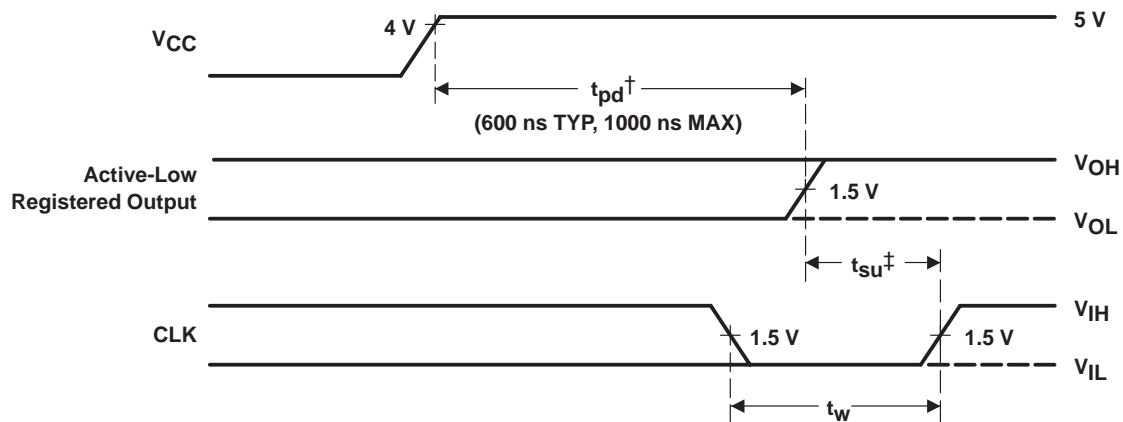 4 V
5 V
VCC
tpd†
(600 ns TYP, 1000 ns MAX)
Active-Low
Registered Output
VOH
1.5 V
VOL
tsu‡
CLK
VIH
1.5 V
1.5 V
VIL
tw